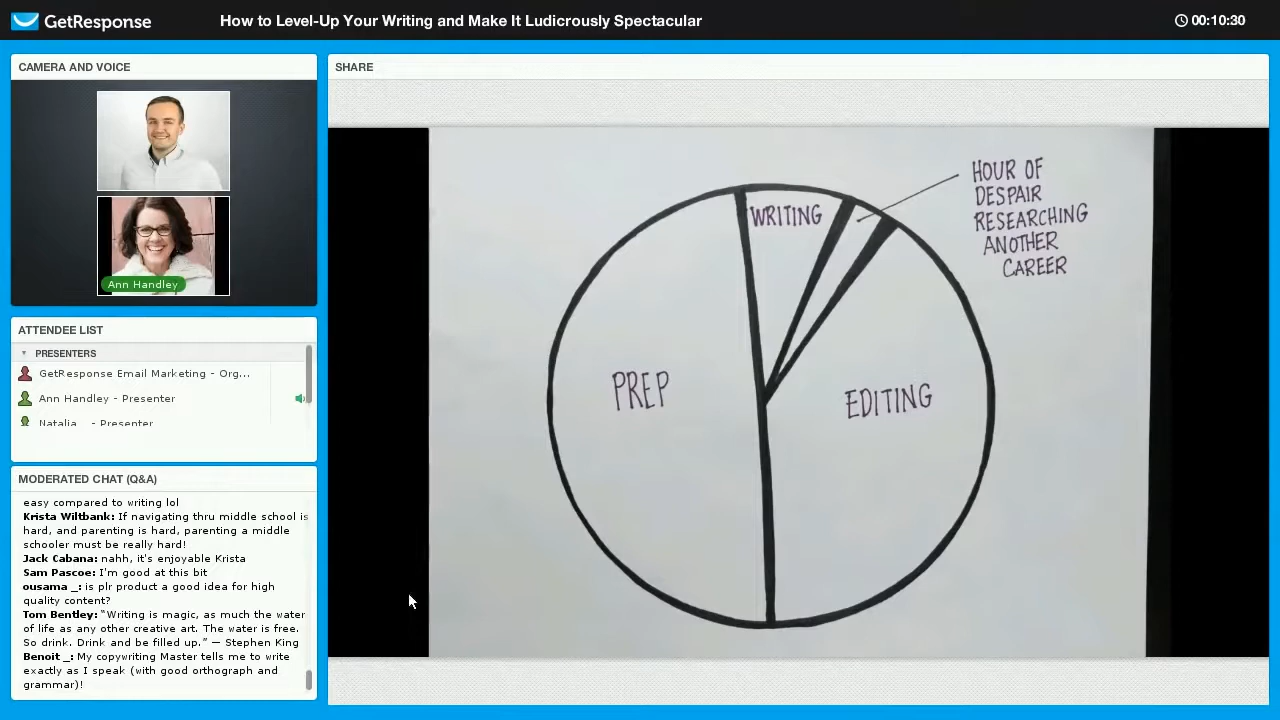 GetResponse
How to Level-Up Your Writing and Make It Ludicrously Spectacular
00:10:30
CAMERA AND VOICE
Ann Handley
ATTENDEE LIST
PRESENTERS
GetResponse Email Marketing - Org...
Ann Handley - Presenter
Natalia _ - Presenter
MODERATED CHAT (Q&A)
easy compared to writing lol
Krista Wiltbank: If navigating thru middle school is
hard, and parenting is hard, parenting a middle
schooler must be really hard!
Jack Cabana: nahh, it's enjoyable Krista
Sam Pascoe: I'm good at this bit
ousama _: is plr product a good idea for high
quality content?
Tom Bentley: “Writing is magic, as much the water
of life as any other creative art. The water is free.
So drink. Drink and be filled up.” — Stephen King
Benoit _: My copywriting Master tells me to write
exactly as I speak (with good orthograph and
grammar)!
SHARE
WRITING
HOUR OF
DESPAIR
RESEARCHING
ANOTHER
CAREER
PREP
EDITING